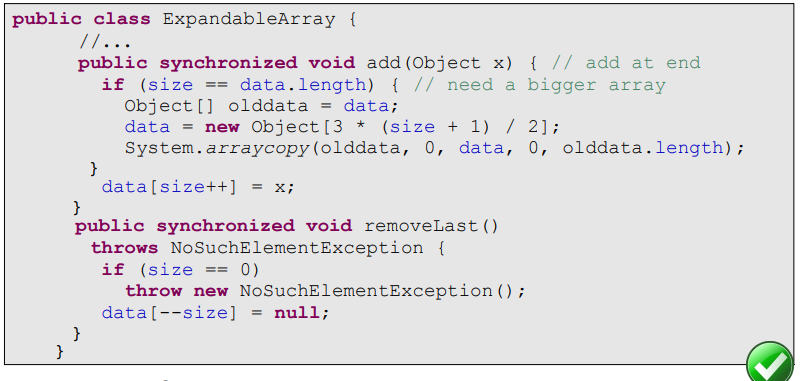 public class ExpandableArray {
//...
public synchronized void add(Object x) { // add at end
if (size == data.length) { // need a bigger array
Object[] olddata = data;
data = new Object[3 * (size + 1) / 2];
System.arraycopy(olddata, 0, data, 0, olddata.length);
}
data[size++] = x;
}
public synchronized void removeLast()
throws NoSuchElementException {
if (size == 0)
throw new NoSuchElementException();
data[--size] = null;
}
}